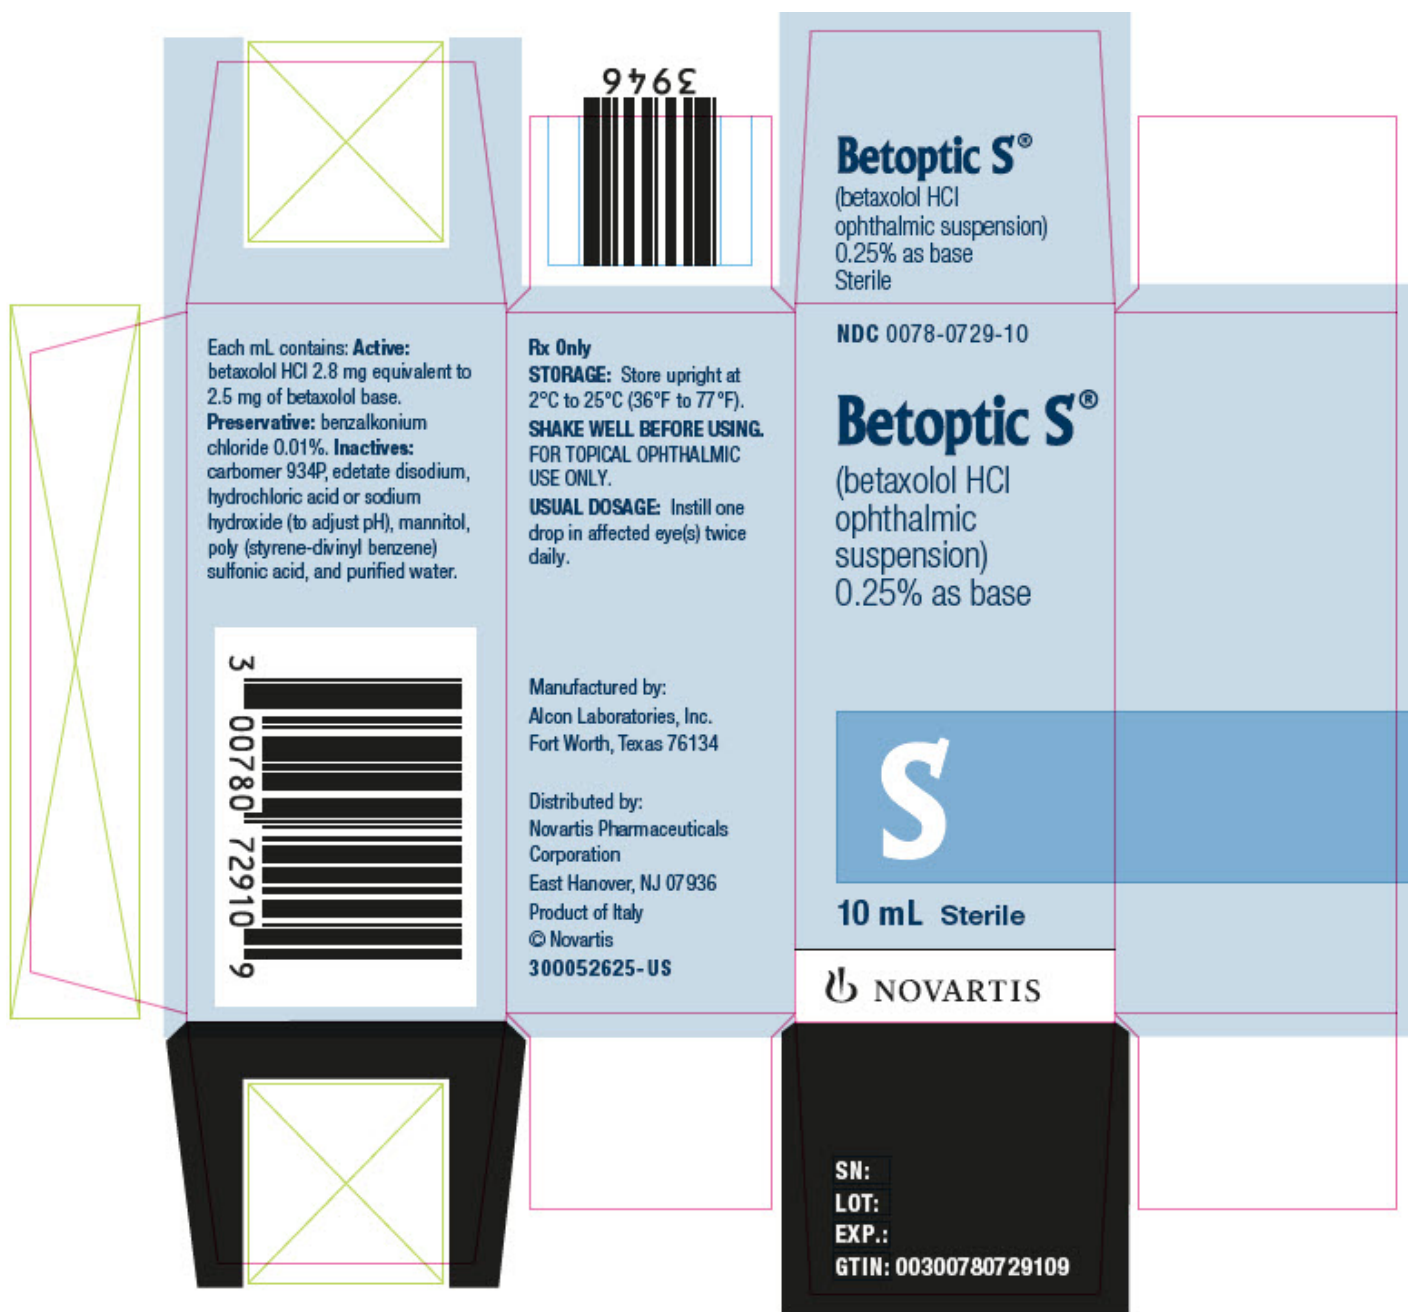 3946
Betoptic S®
(betaxolol HCl
ophthalmic suspension)
0.25% as base
Sterile
Each mL contains: Active:
betaxolol HCl 2.8 mg equivalent to
2.5 mg of betaxolol base.
Preservative: benzalkonium
chloride 0.01%. Inactives:
carbomer 934P, edetate disodium,
hydrochloric acid or sodium
hydroxide (to adjust pH), mannitol,
poly (styrene-divinyl benzene)
sulfonic acid, and purified water.
3 00780 72910 9
Rx Only
STORAGE: Store upright at
2°C to 25°C (36°F to 77°F).
SHAKE WELL BEFORE USING.
FOR TOPICAL OPHTHALMIC
USE ONLY.
USUAL DOSAGE: Instill one
drop in affected eye(s) twice
daily.
Manufactured by:
Alcon Laboratories, Inc.
Fort Worth, Texas 76134
Distributed by:
Novartis Pharmaceuticals
Corporation
East Hanover, NJ 07936
Product of Italy
© Novartis
300052625-US
NDC 0078-0729-10
Betoptic S®
(betaxolol HCl
ophthalmic
suspension)
0.25% as base
S
10 mL Sterile
NOVARTIS
SN:
LOT:
EXP.:
GTIN: 00300780729109